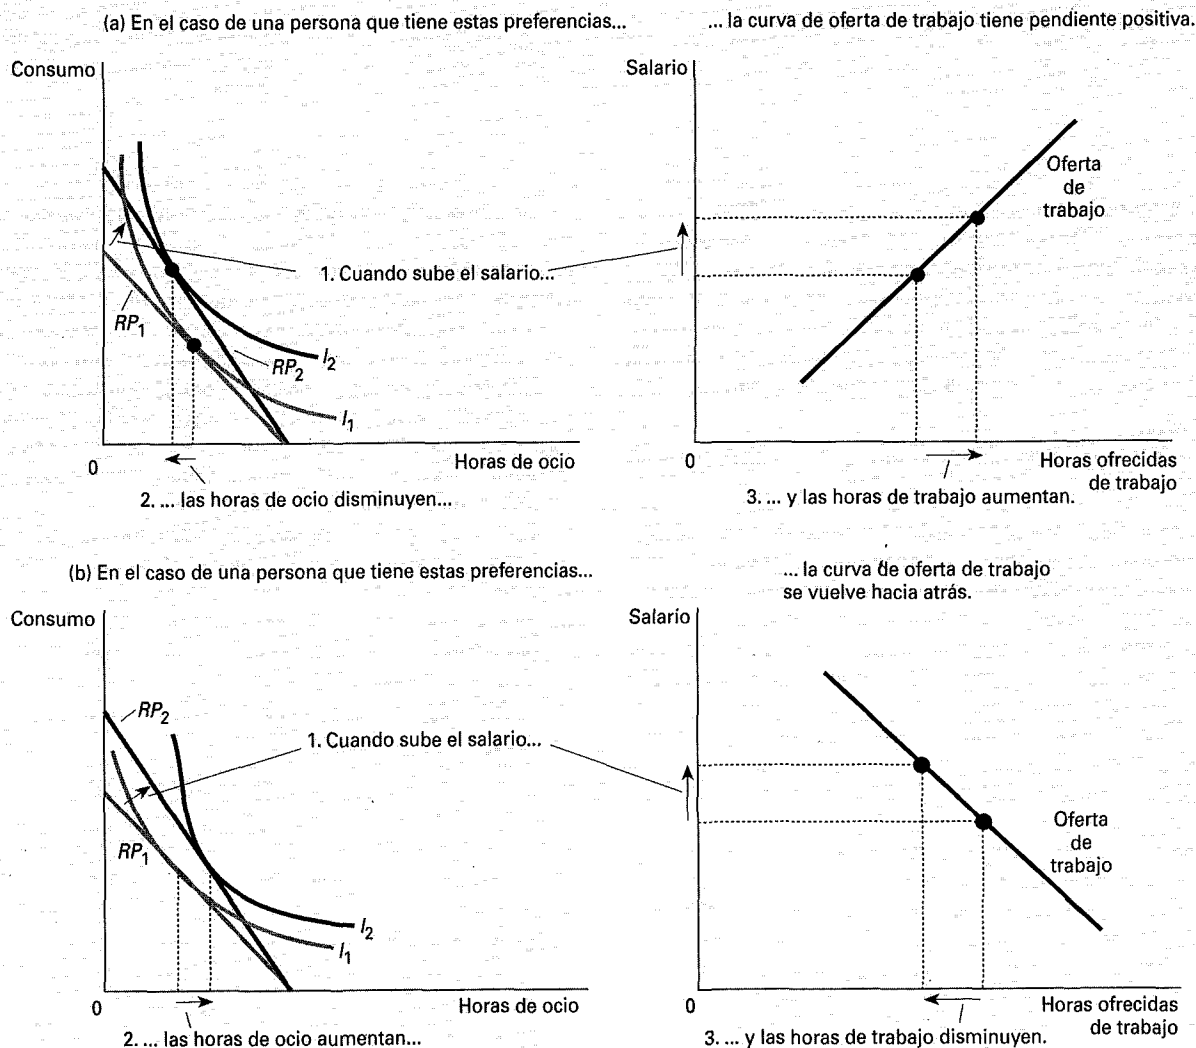 (a) En el caso de una persona que tiene estas preferencias...
... la curva de oferta de trabajo tiene pendiente positiva.
Consumo
RP1
1. Cuando sube el salario...
RP2
I2
I1
0
Horas de ocio
2. ... las horas de ocio disminuyen...
Salario
Oferta
de
trabajo
0
Horas ofrecidas
de trabajo
3. ... y las horas de trabajo aumentan.
(b) En el caso de una persona que tiene estas preferencias...
... la curva de oferta de trabajo
se vuelve hacia atrás.
Consumo
RP2
1. Cuando sube el salario...
RP1
I2
I1
0
Horas de ocio
2. ... las horas de ocio aumentan...
Salario
Oferta
de
trabajo
0
Horas ofrecidas
de trabajo
3. ... y las horas de trabajo disminuyen.